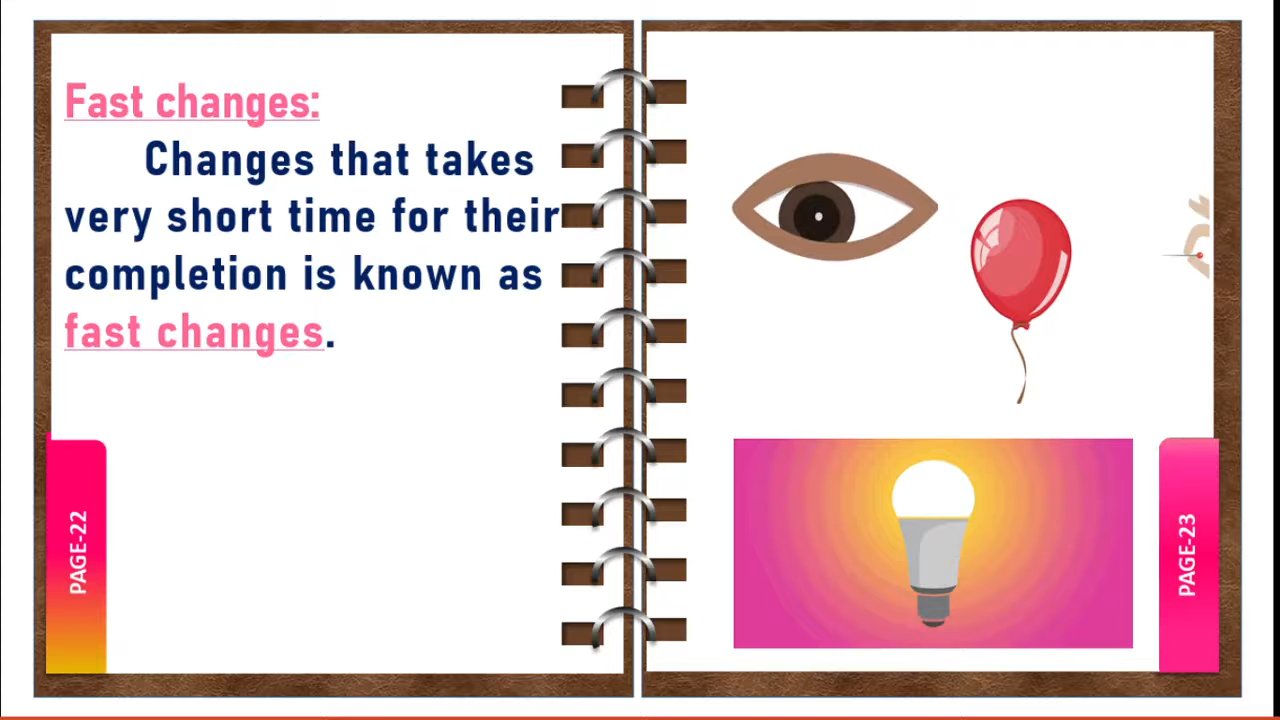 Fast changes:
Changes that takes
very short time for their
completion is known as
fast changes.
PAGE-22
PAGE-23